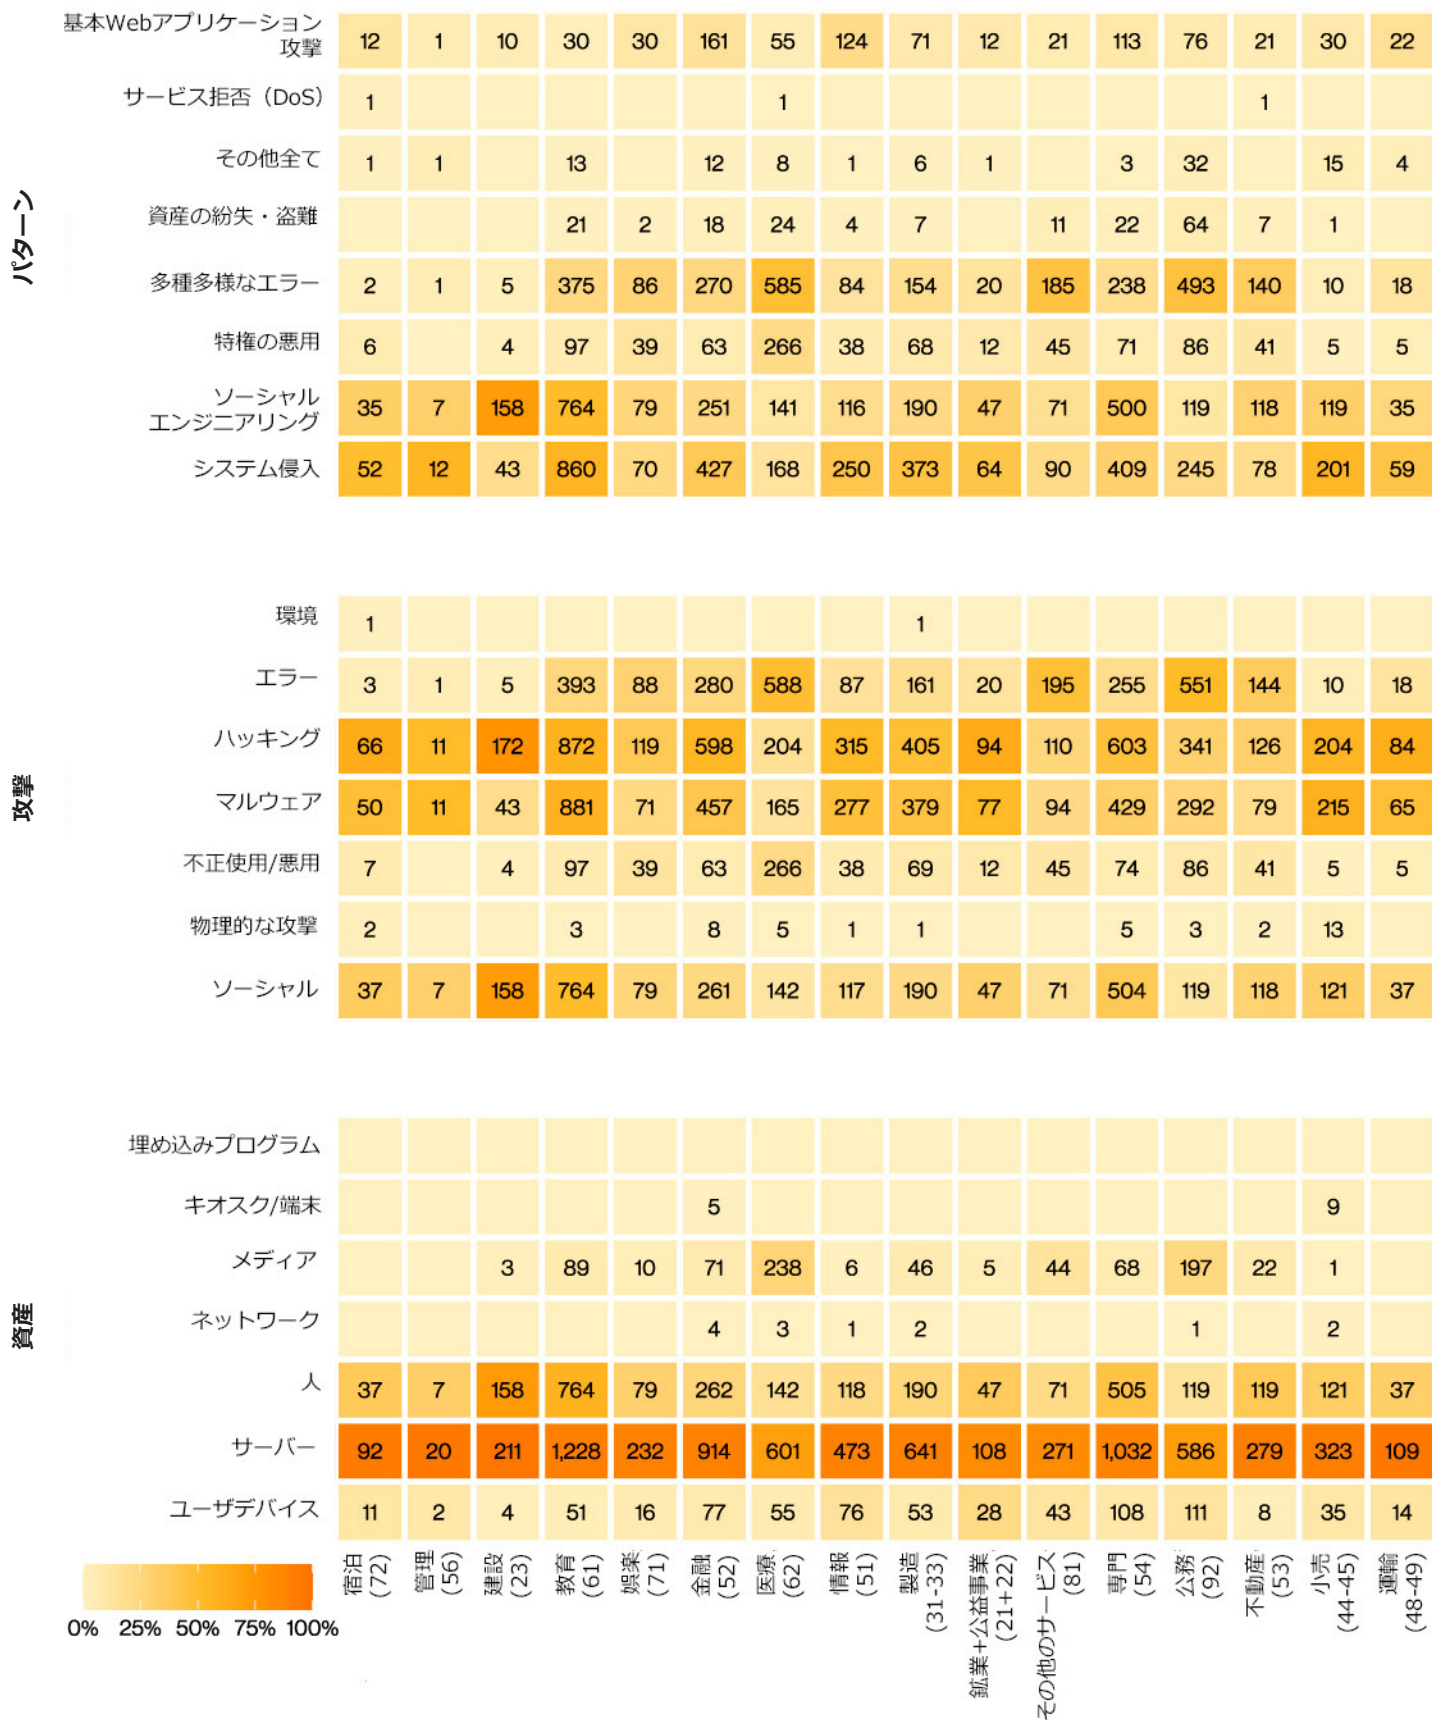 パターン
基本Webアプリケーション
攻撃 12 1 10 30 30 161 55 124 71 12 21 113 76 21 30 22
サービス拒否（DoS） 1 1 1
その他全て 1 1 13 12 8 1 6 1 3 32 15 4
資産の紛失・盗難 21 2 18 24 4 7 11 22 64 7 1
多種多様なエラー 2 1 5 375 86 270 585 84 154 20 185 238 493 140 10 18
特権の悪用 6 4 97 39 63 266 38 68 12 45 71 86 41 5 5
ソーシャル
エンジニアリング 35 7 158 764 79 251 141 116 190 47 71 500 119 118 119 35
システム侵入 52 12 43 860 70 427 168 250 373 64 90 409 245 78 201 59
攻撃
環境 1 1
エラー 3 1 5 393 88 280 588 87 161 20 195 255 551 144 10 18
ハッキング 66 11 172 872 119 598 204 315 405 94 110 603 341 126 204 84
マルウェア 50 11 43 881 71 457 165 277 379 77 94 429 292 79 215 65
不正使用/悪用 7 4 97 39 63 266 38 69 12 45 74 86 41 5 5
物理的な攻撃 2 3 8 5 1 1 5 3 2 13
ソーシャル 37 7 158 764 79 261 142 117 190 47 71 504 119 118 121 37
資産
埋め込みプログラム
キオスク/端末 5 9
メディア 3 89 10 71 238 6 46 5 44 68 197 22 1
ネットワーク 4 3 1 2 1 2
人 37 7 158 764 79 262 142 118 190 47 71 505 119 119 121 37
サーバー 92 20 211 1,228 232 914 601 473 641 108 271 1,032 586 279 323 109
ユーザデバイス 11 2 4 51 16 77 55 76 53 28 43 108 111 8 35 14
宿泊
(72)
管理
(56)
建設
(23)
教育
(61)
娯楽
(71)
金融
(52)
医療
(62)
情報
(51)
製造
(31-33)
鉱業+公益事業
(21+22)
その他のサービス
(81)
専門
(54)
公務
(92)
不動産
(53)
小売
(44-45)
運輸
(48-49)
0% 25% 50% 75% 100%